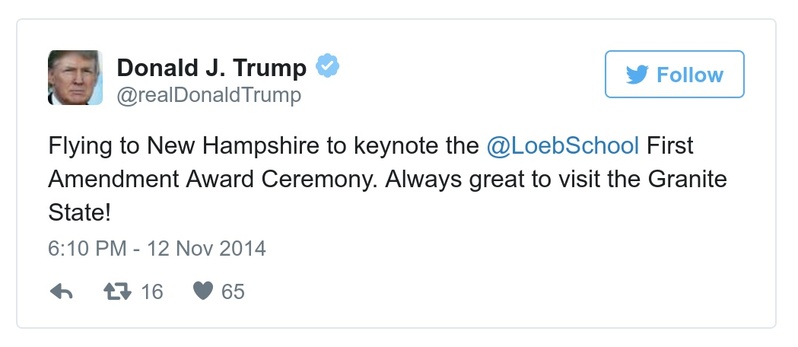 Donald J. Trump
@realDonaldTrump
Follow
Flying to New Hampshire to keynote the @LoebSchool First
Amendment Award Ceremony. Always great to visit the Granite
State!
6:10 PM - 12 Nov 2014
16 65